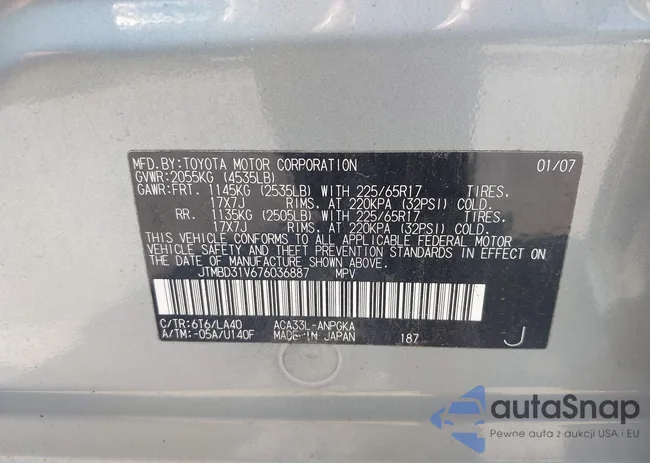 MFD.BY:TOYOTA MOTOR CORPORATION 01/07
GVWR:2055KG (4535LB)
GAWR:FRT. 1145KG (2535LB) WITH 225/65R17 TIRES.
17X7J RIMS. AT 220KPA (32PSI) COLD.
RR. 1135KG (2505LB) WITH 225/65R17 TIRES.
17X7J RIMS. AT 220KPA (32PSI) COLD.
THIS VEHICLE CONFORMS TO ALL APPLICABLE FEDERAL MOTOR
VEHICLE SAFETY AND THEFT PREVENTION STANDARDS IN EFFECT ON
THE DATE OF MANUFACTURE SHOWN ABOVE.
JTMBD31V676036887 MPV
C/TR:6T6/LA40 ACA33L-ANPGKA
A/TM:-05A/U140F MADE IN JAPAN 187 J
autaSnap
Pewne auta z aukcji USA i EU